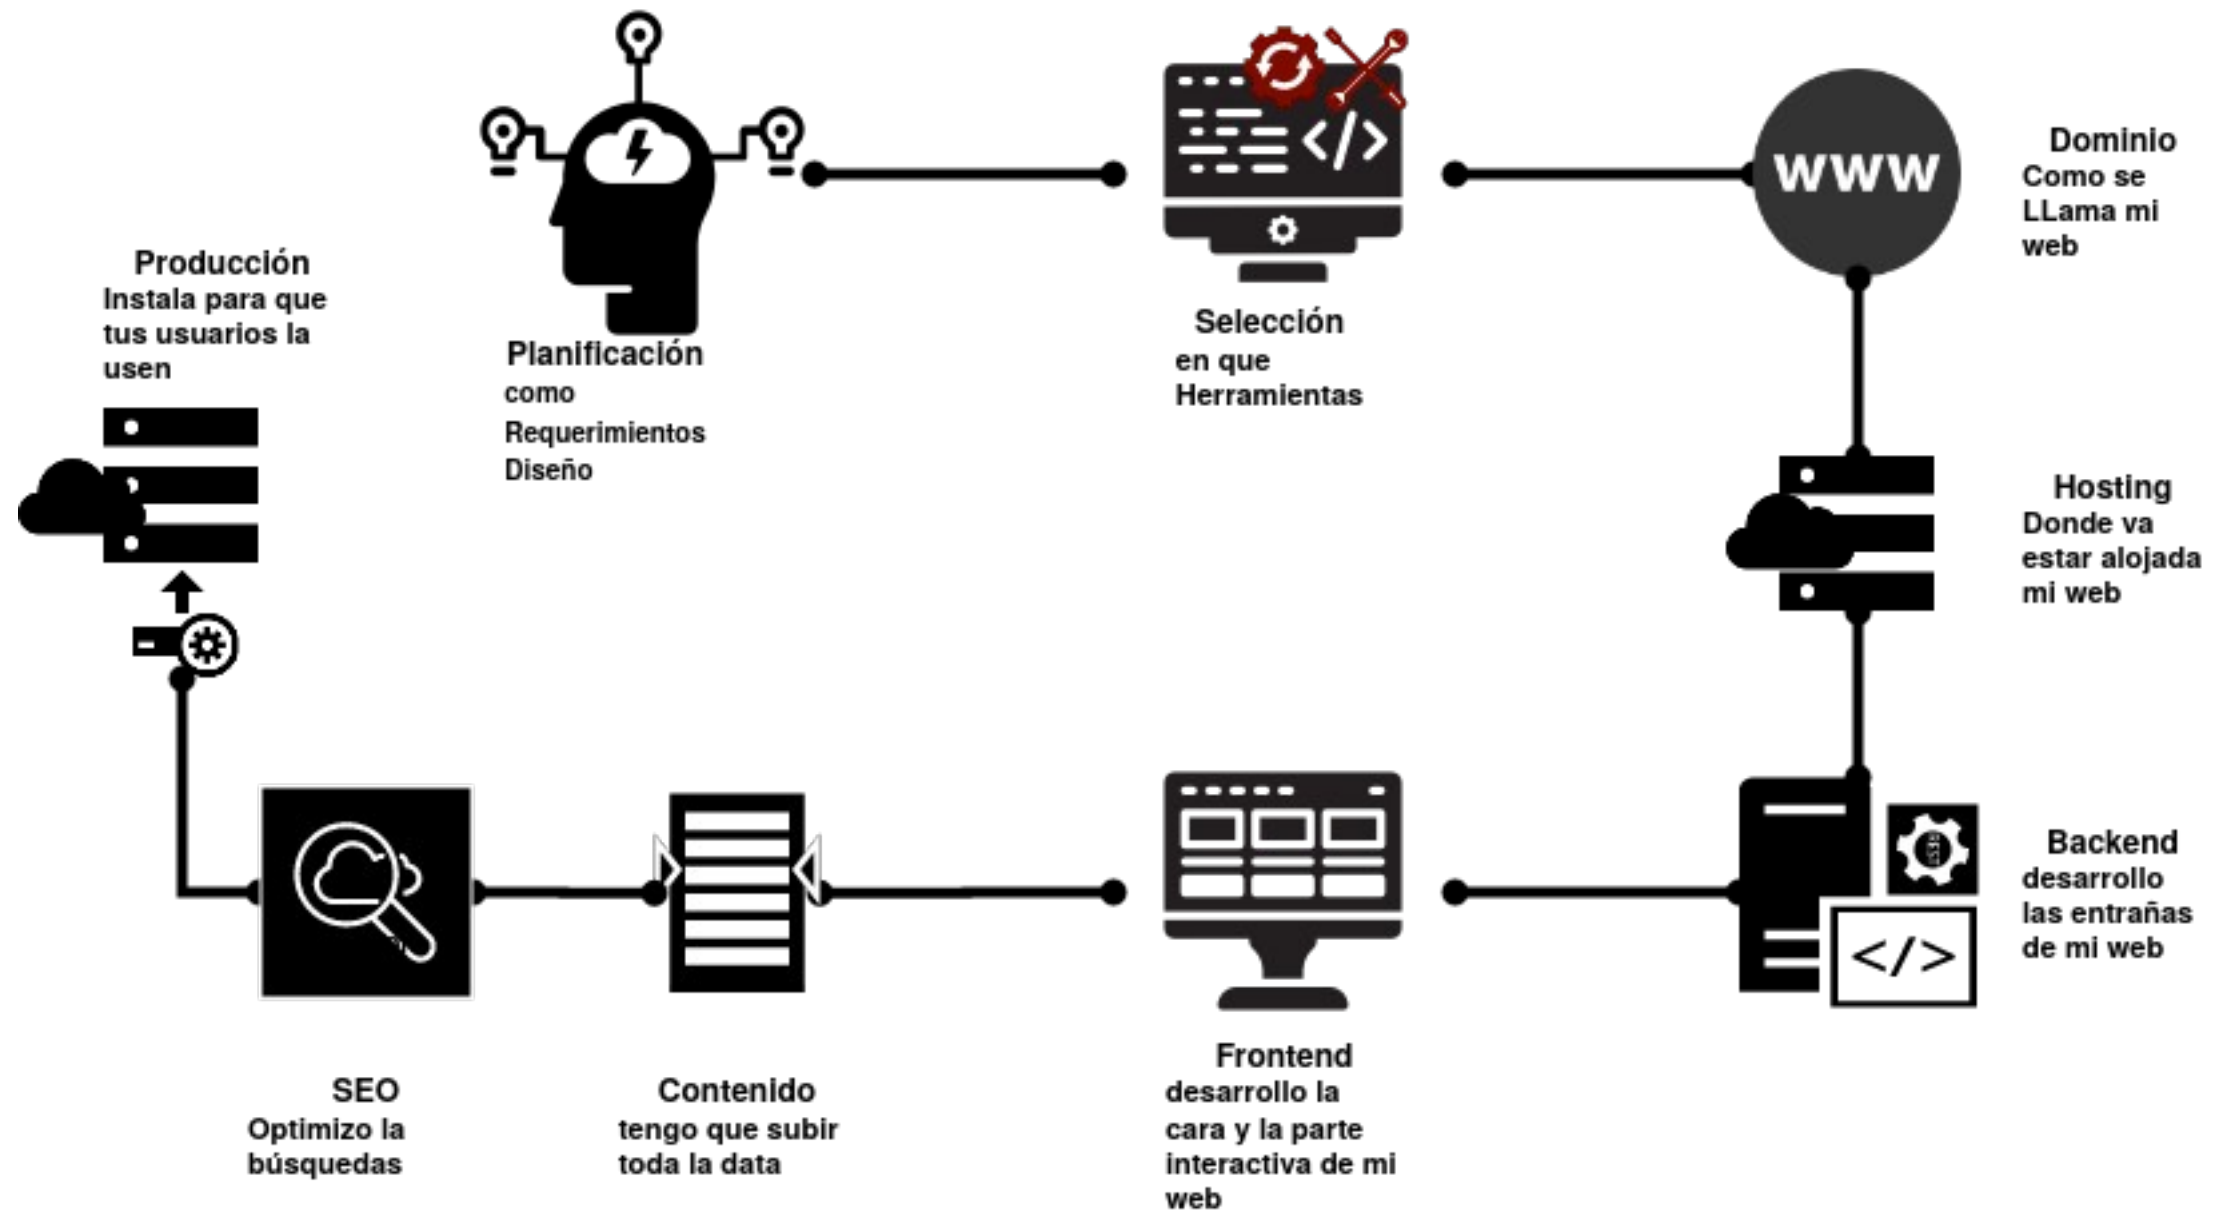 Planificación
como
Requerimientos
Diseño
</>
Selección
en que
Herramientas
www
Dominio
Como se
LLama mi
web
Hosting
Donde va
estar alojada
mi web
Backend
desarrollo
las entrañas
de mi web
</>
Frontend
desarrollo la
cara y la parte
interactiva de mi
web
Contenido
tengo que subir
toda la data
SEO
Optimizo la
búsquedas
Producción
Instala para que
tus usuarios la
usen